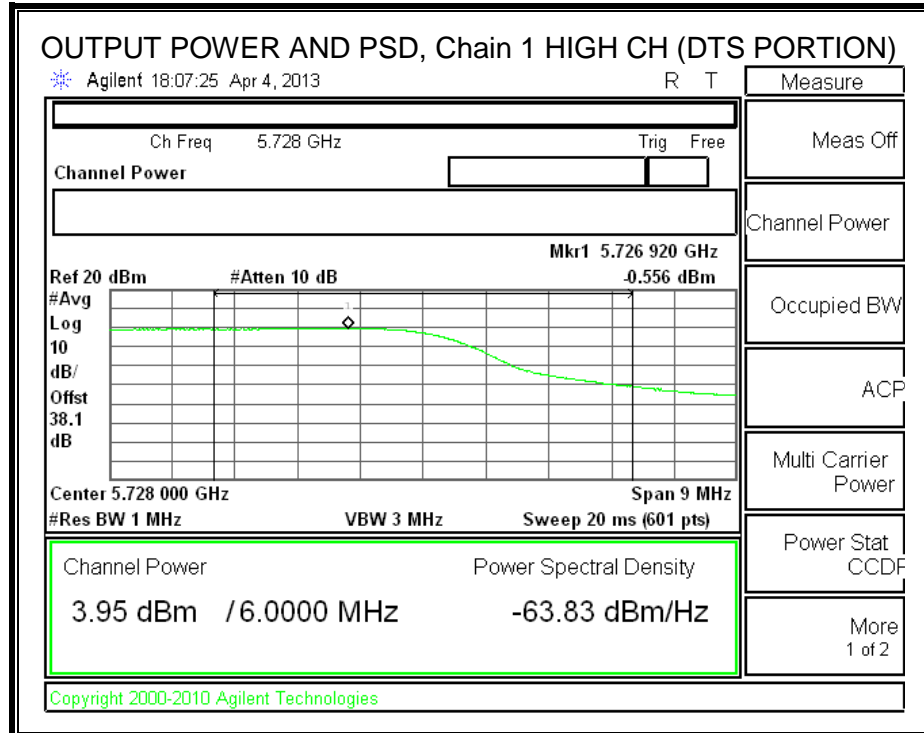 OUTPUT POWER AND PSD, Chain 1 HIGH CH (DTS PORTION)
Agilent 18:07:25 Apr 4, 2013 R T
Measure
Ch Freq 5.728 GHz Trig Free
Channel Power
Mkr1 5.726 920 GHz
Ref 20 dBm #Atten 10 dB -0.556 dBm
#Avg
Log
10
dB/
Offst
38.1
dB
1
Center 5.728 000 GHz Span 9 MHz
#Res BW 1 MHz VBW 3 MHz Sweep 20 ms (601 pts)
Channel Power Power Spectral Density
3.95 dBm / 6.0000 MHz -63.83 dBm/Hz
Meas Off
Channel Power
Occupied BW
ACP
Multi Carrier
Power
Power Stat
CCDF
More
1 of 2
Copyright 2000-2010 Agilent Technologies